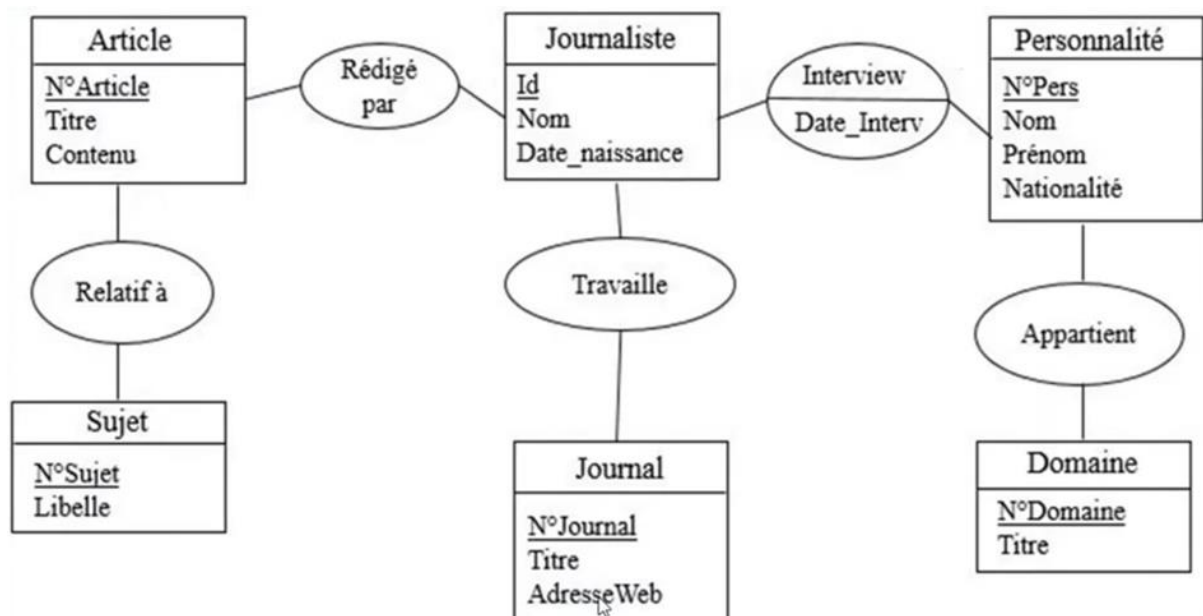 Article
N°Article
Titre
Contenu
Rédigé
par
Journaliste
Id
Nom
Date_naissance
Interview
Date_Interv
Personnalité
N°Pers
Nom
Prénom
Nationalité
Relatif à
Travaille
Appartient
Sujet
N°Sujet
Libelle
Journal
N°Journal
Titre
AdresseWeb
Domaine
N°Domaine
Titre